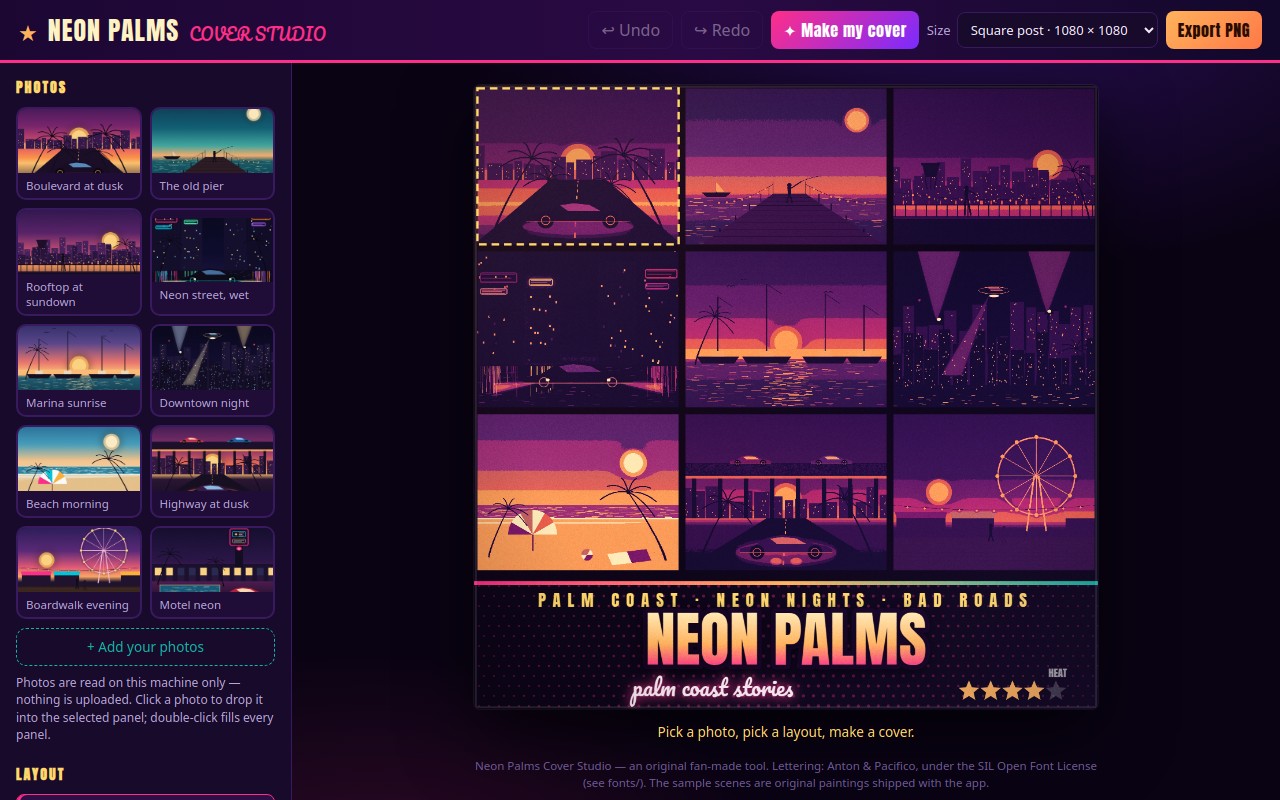 ★ NEON PALMS COVER STUDIO
↩ Undo
↪ Redo
✦ Make my cover
Size
Square post · 1080 × 1080
Export PNG
PHOTOS
Boulevard at dusk
The old pier
Rooftop at
sundown
Neon street, wet
Marina sunrise
Downtown night
Beach morning
Highway at dusk
Boardwalk evening
Motel neon
+ Add your photos
Photos are read on this machine only —
nothing is uploaded. Click a photo to drop it
into the selected panel; double-click fills every
panel.
LAYOUT
PALM COAST · NEON NIGHTS · BAD ROADS
NEON PALMS
palm coast stories
HEAT
Pick a photo, pick a layout, make a cover.
Neon Palms Cover Studio — an original fan-made tool. Lettering: Anton & Pacifico, under the SIL Open Font License
(see fonts/). The sample scenes are original paintings shipped with the app.